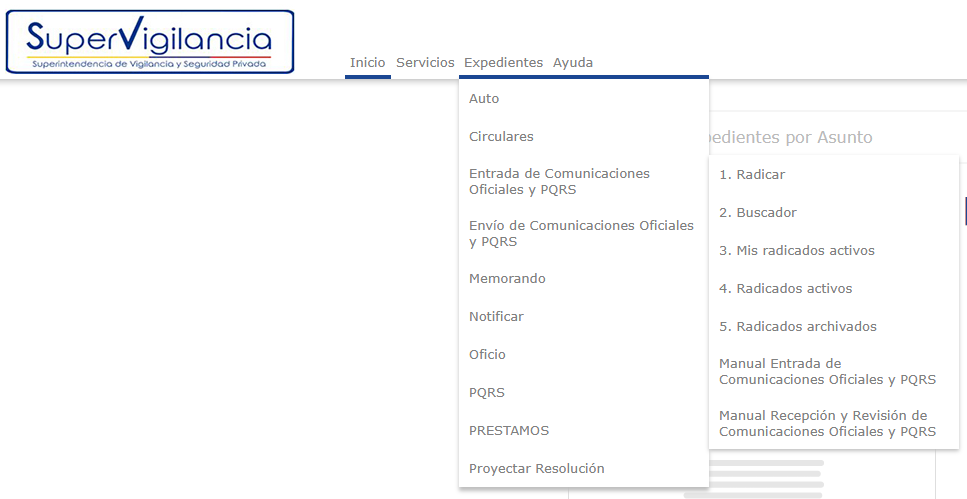 SuperVigilancia
Superintendencia de Vigilancia y Seguridad Privada
Inicio Servicios Expedientes Ayuda
Auto
Circulares
Entrada de Comunicaciones
Oficiales y PQRS
Envío de Comunicaciones Oficiales
y PQRS
Memorando
Notificar
Oficio
PQRS
PRESTAMOS
Proyectar Resolución
pedientes por Asunto
1. Radicar
2. Buscador
3. Mis radicados activos
4. Radicados activos
5. Radicados archivados
Manual Entrada de
Comunicaciones Oficiales y PQRS
Manual Recepción y Revisión de
Comunicaciones Oficiales y PQRS